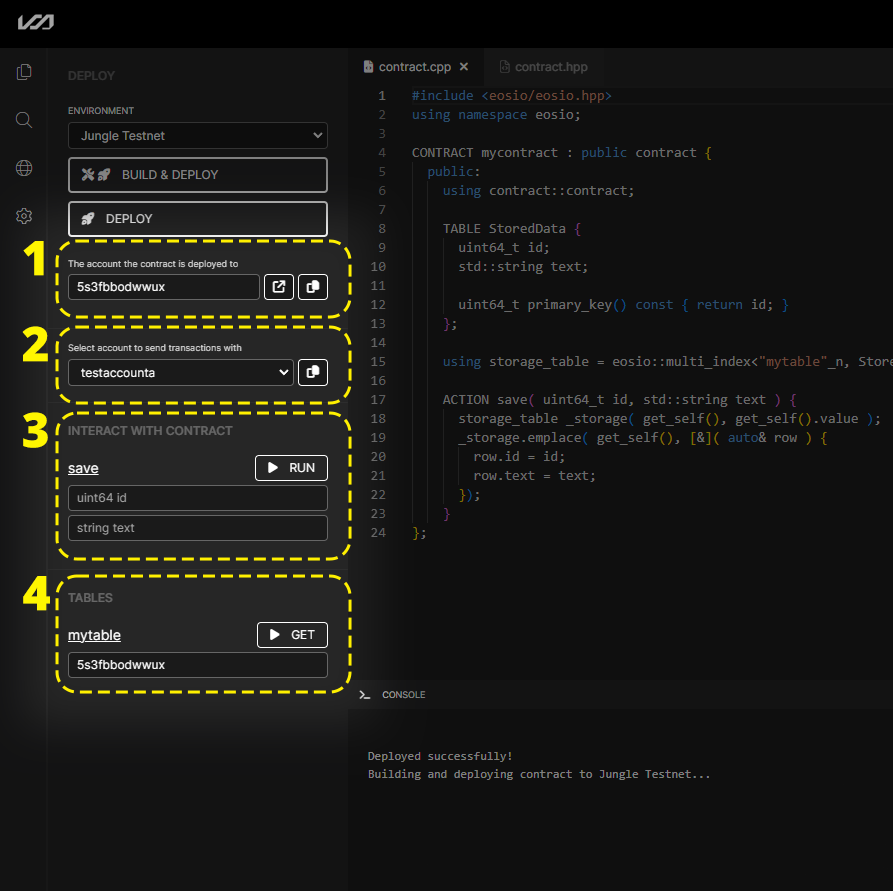 DEPLOY
ENVIRONMENT
Jungle Testnet
BUILD & DEPLOY
DEPLOY
1
The account the contract is deployed to
5s3fbbodwwux
2
Select account to send transactions with
testaccounta
3
INTERACT WITH CONTRACT
save
RUN
uint64 id
string text
4
TABLES
mytable
GET
5s3fbbodwwux
contract.cpp
contract.hpp
1 #include <eosio/eosio.hpp>
2 using namespace eosio;
3
4 CONTRACT mycontract : public contract {
5 public:
6 using contract::contract;
7
8 TABLE StoredData {
9 uint64_t id;
10 std::string text;
11
12 uint64_t primary_key() const { return id; }
13 };
14
15 using storage_table = eosio::multi_index<"mytable"_n, Store
16
17 ACTION save( uint64_t id, std::string text ) {
18 storage_table _storage( get_self(), get_self().value );
19 _storage.emplace( get_self(), [&]( auto& row ) {
20 row.id = id;
21 row.text = text;
22 });
23 }
24 };
CONSOLE
Deployed successfully!
Building and deploying contract to Jungle Testnet...